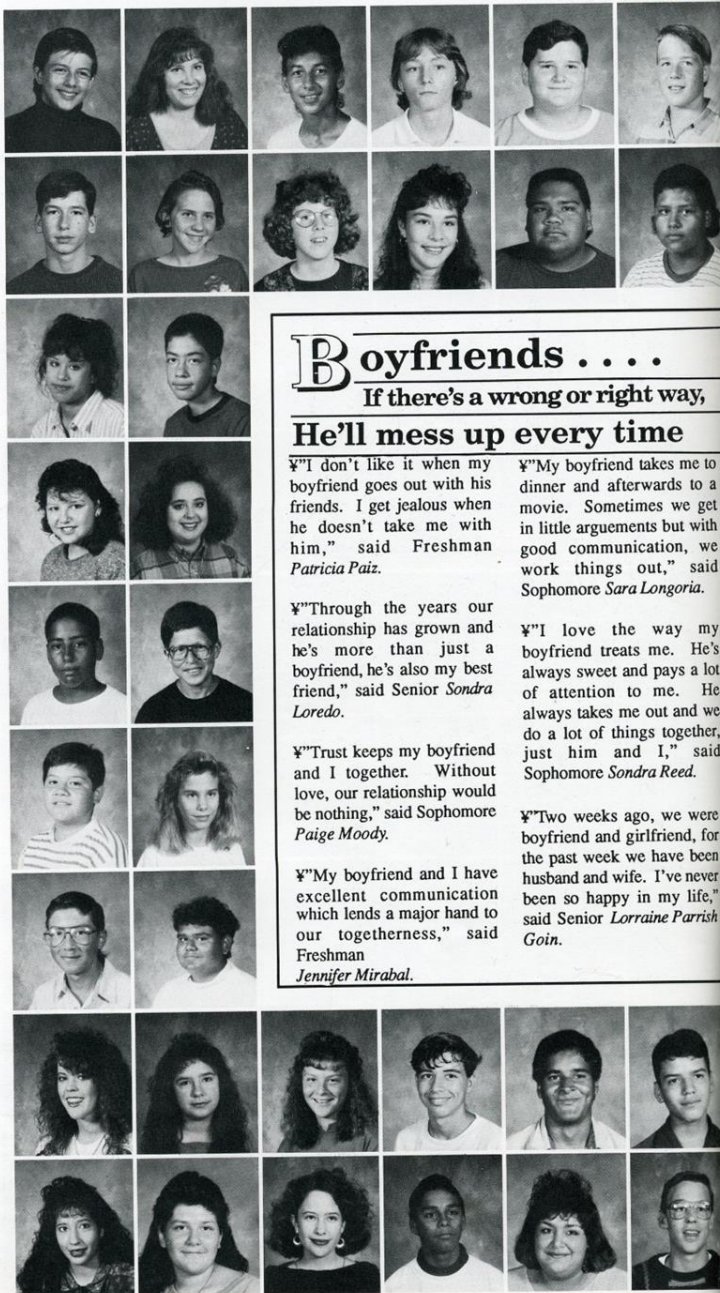 Boyfriends . . . .
If there's a wrong or right way,
He'll mess up every time
¥"I don't like it when my
boyfriend goes out with his
friends. I get jealous when
he doesn't take me with
him," said Freshman
Patricia Paiz.
¥"Through the years our
relationship has grown and
he's more than just a
boyfriend, he's also my best
friend," said Senior Sondra
Loredo.
¥"Trust keeps my boyfriend
and I together. Without
love, our relationship would
be nothing," said Sophomore
Paige Moody.
¥"My boyfriend and I have
excellent communication
which lends a major hand to
our togetherness," said
Freshman
Jennifer Mirabal.
¥"My boyfriend takes me to
dinner and afterwards to a
movie. Sometimes we get
in little arguements but with
good communication, we
work things out," said
Sophomore Sara Longoria.
¥"I love the way my
boyfriend treats me. He's
always sweet and pays a lot
of attention to me. He
always takes me out and we
do a lot of things together,
just him and I," said
Sophomore Sondra Reed.
¥"Two weeks ago, we were
boyfriend and girlfriend, for
the past week we have been
husband and wife. I've never
been so happy in my life,"
said Senior Lorraine Parrish
Goin.